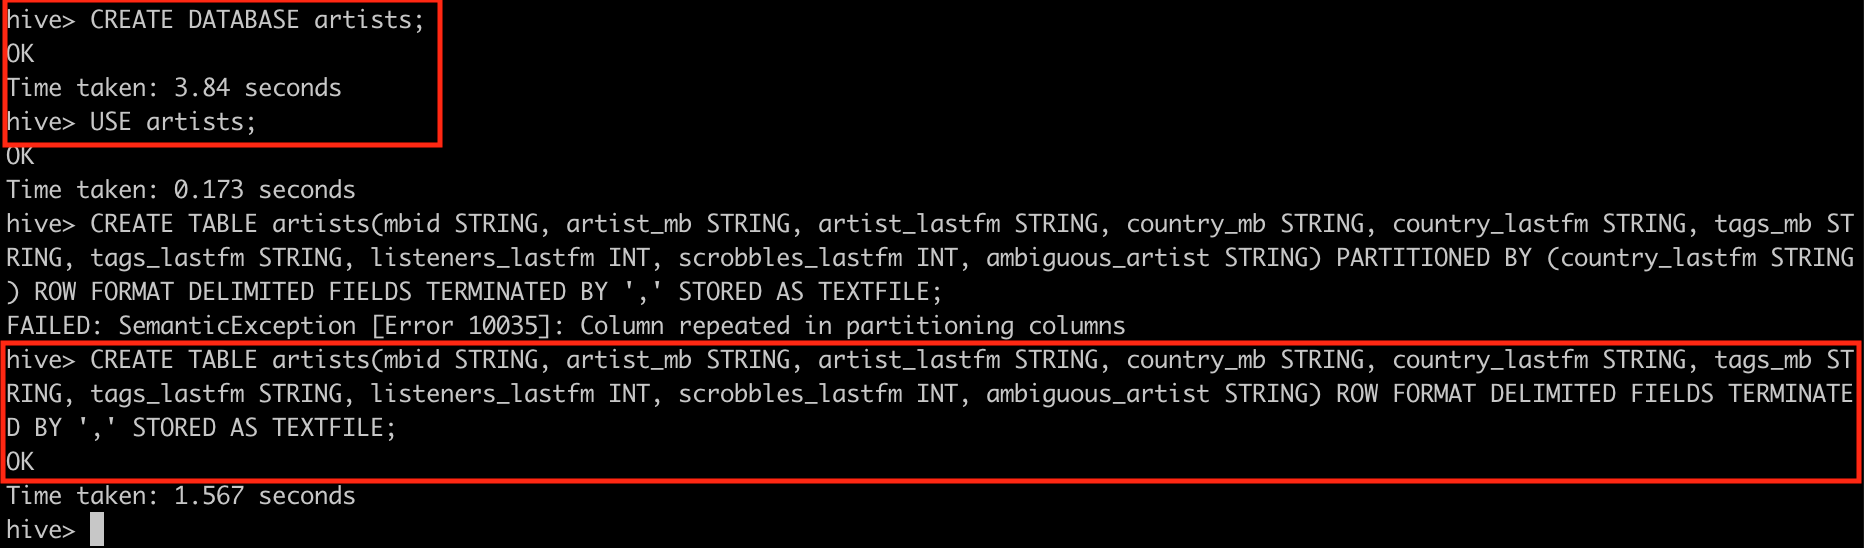 hive> CREATE DATABASE artists;
OK
Time taken: 3.84 seconds
hive> USE artists;
OK
Time taken: 0.173 seconds
hive> CREATE TABLE artists(mbid STRING, artist_mb STRING, artist_lastfm STRING, country_mb STRING, country_lastfm STRING, tags_mb ST
RING, tags_lastfm STRING, listeners_lastfm INT, scrobbles_lastfm INT, ambiguous_artist STRING) PARTITIONED BY (country_lastfm STRING
) ROW FORMAT DELIMITED FIELDS TERMINATED BY ',' STORED AS TEXTFILE;
FAILED: SemanticException [Error 10035]: Column repeated in partitioning columns
hive> CREATE TABLE artists(mbid STRING, artist_mb STRING, artist_lastfm STRING, country_mb STRING, country_lastfm STRING, tags_mb ST
RING, tags_lastfm STRING, listeners_lastfm INT, scrobbles_lastfm INT, ambiguous_artist STRING) ROW FORMAT DELIMITED FIELDS TERMINATE
D BY ',' STORED AS TEXTFILE;
OK
Time taken: 1.567 seconds
hive>